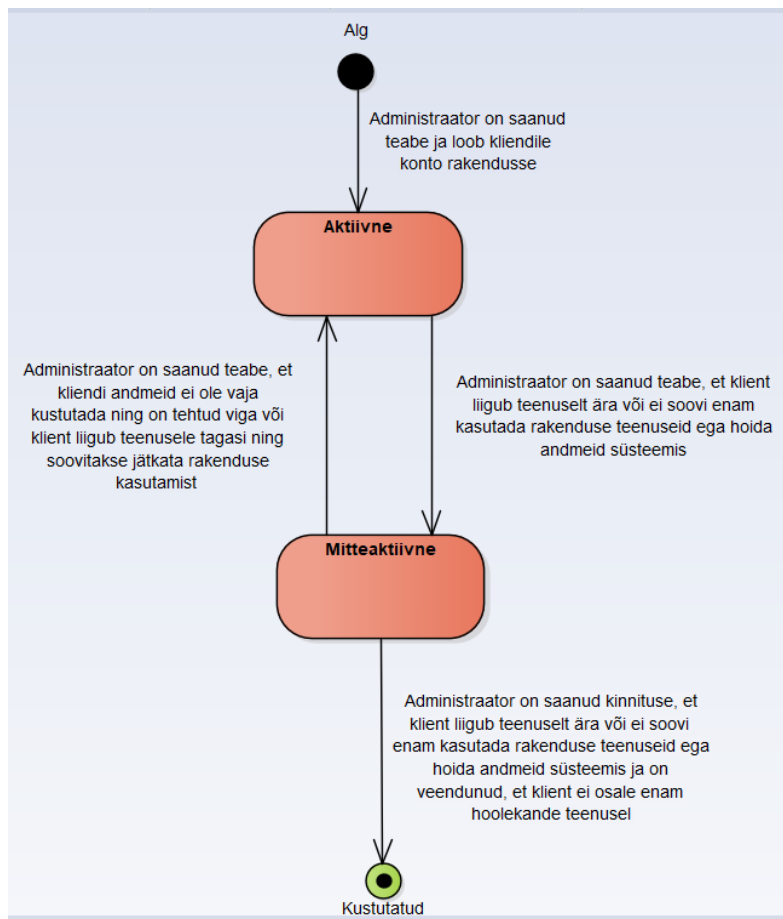 Alg
Administraator on saanud
teabe ja loob kliendile
konto rakendusse
Aktiivne
Administraator on saanud teabe, et
kliendi andmeid ei ole vaja
kustutada ning on tehtud viga või
klient liigub teenusele tagasi ning
soovitakse jätkata rakenduse
kasutamist
Administraator on saanud teabe, et klient
liigub teenuselt ära või ei soovi enam
kasutada rakenduse teenuseid ega hoida
andmeid süsteemis
Mitteaktiivne
Administraator on saanud kinnituse, et
klient liigub teenuselt ära või ei soovi
enam kasutada rakenduse teenuseid ega
hoida andmeid süsteemis ja on
veendunud, et klient ei osale enam
hoolekande teenusel
Kustutatud